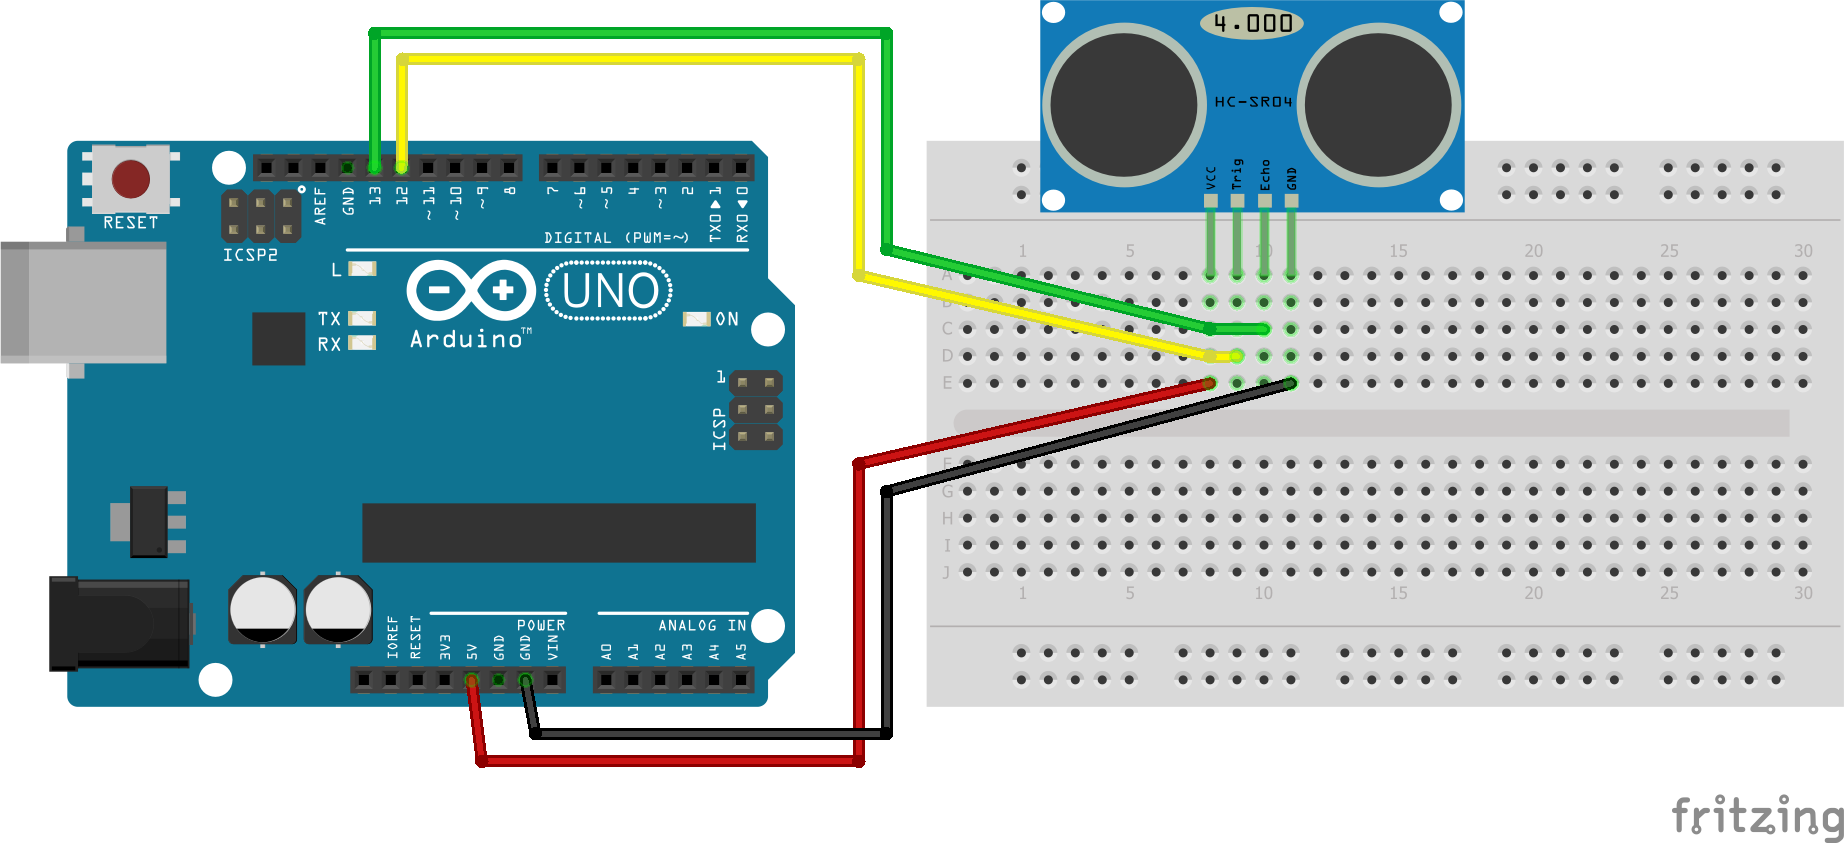 4.000
HC-SR04
VCC
Trig
Echo
GND
RESET
ICSP2
AREF
GND
13
12
~11
~10
~9
8
7
~6
~5
4
~3
2
TX0▶1
RX0◀0
DIGITAL (PWM=~)
L
TX
RX
UNO
Arduino™
ON
1
ICSP
IOREF
RESET
3V3
5V
GND
GND
VIN
POWER
A0
A1
A2
A3
A4
A5
ANALOG IN
1 5 10 15 20 25 30
A
B
C
D
E
F
G
H
I
J
1 5 10 15 20 25 30
fritzing